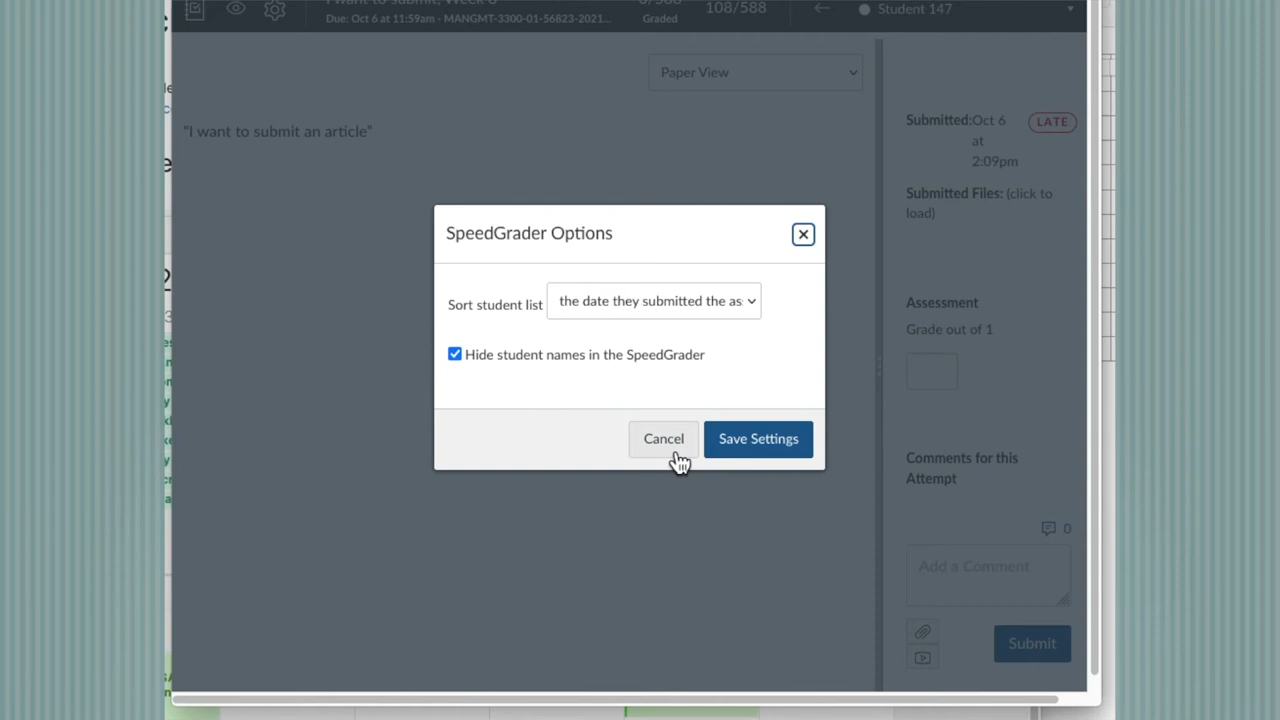 Due: Oct 6 at 11:59am - MANGMT-3300-01-56823-2021...
Graded
108/588
Student 147
Paper View
"I want to submit an article"
Submitted: Oct 6
at
2:09pm
LATE
Submitted Files: (click to
load)
SpeedGrader Options
Sort student list
the date they submitted the as
Hide student names in the SpeedGrader
Cancel
Save Settings
Assessment
Grade out of 1
Comments for this
Attempt
0
Add a Comment
Submit